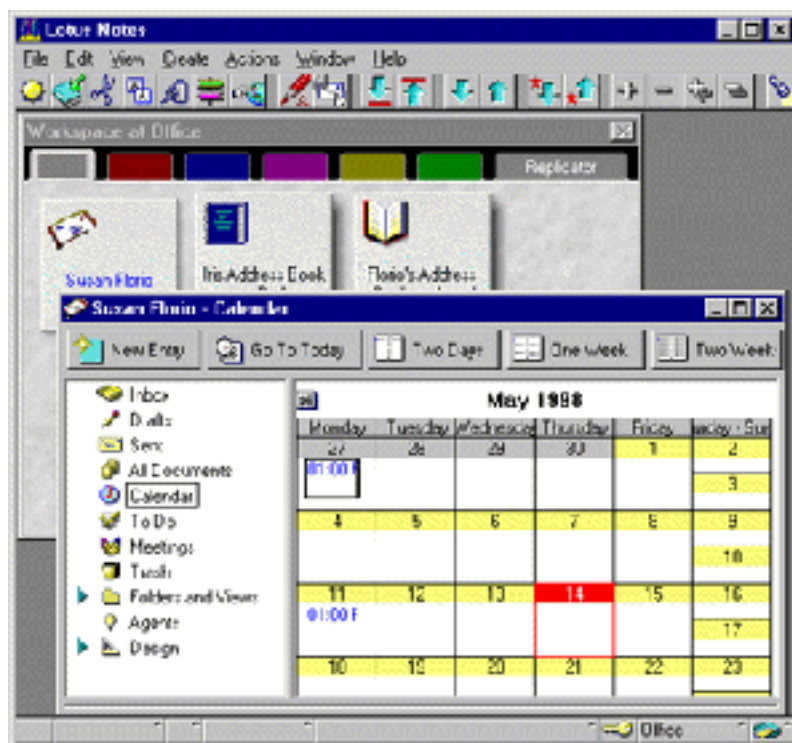 Lotus Notes
File Edit View Create Actions Window Help
Workspace at Office
Replicator
Susan Florio
Iris Address Book
Florio's Address
Susan Florio - Calendar
New Entry Go To Today Two Days One Week Two Week
Inbox
Drafts
Sent
All Documents
Calendar
To Do
Meetings
Trash
Folders and Views
Agents
Design
May 1998
Monday Tuesday Wednesday Thursday Friday
27 28 29 30 1 2
01:00 P
3
4 5 6 7 8 9
10
11 12 13 14 15 16
01:00 P
17
18 19 20 21 22 23
Office